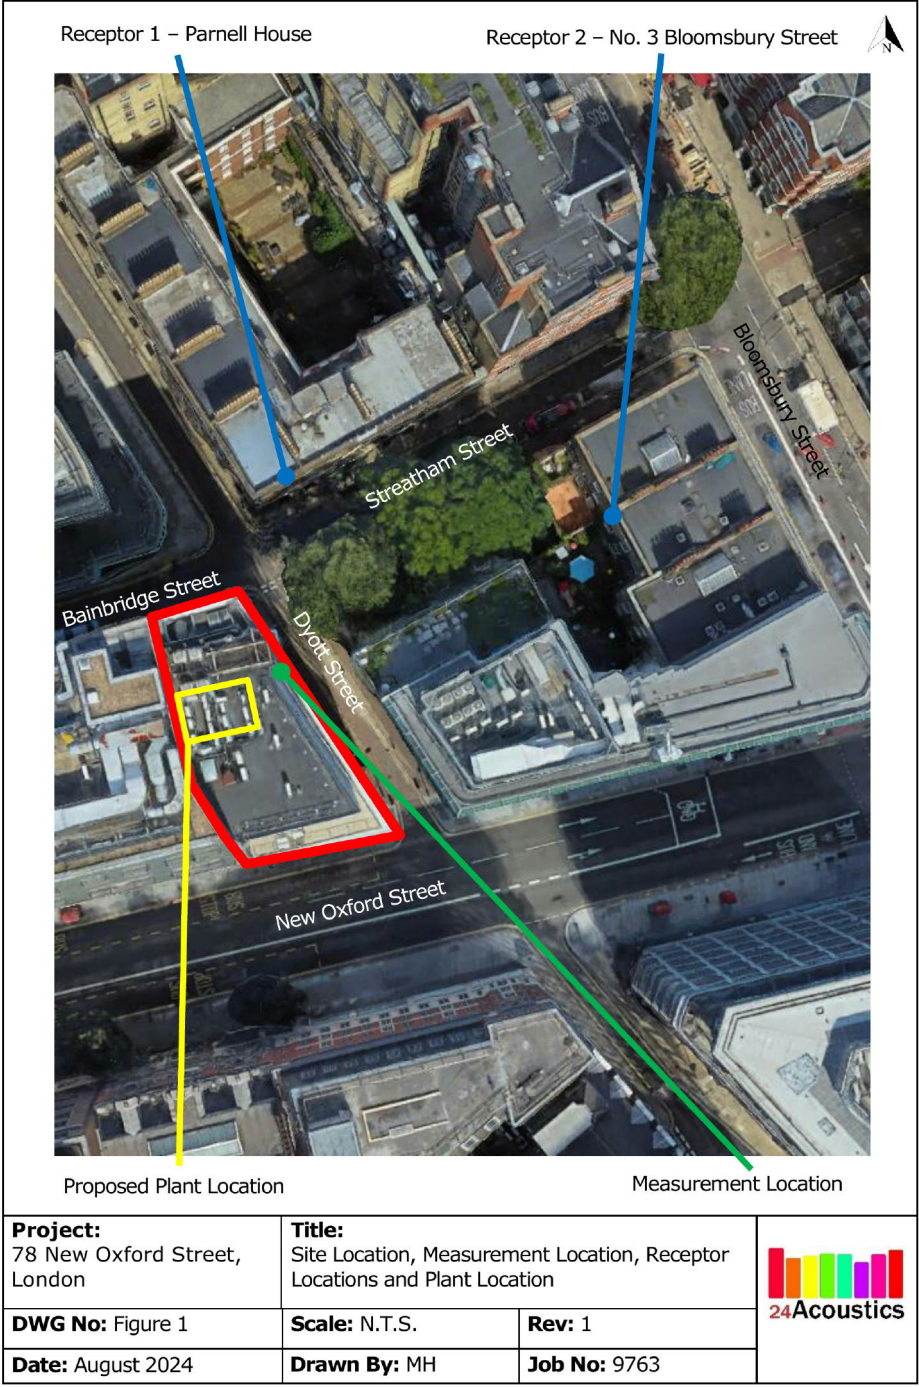 Receptor 1 – Parnell House
Receptor 2 – No. 3 Bloomsbury Street
N
Bloomsbury Street
Streatham Street
Bainbridge Street
Dyott Street
New Oxford Street
Proposed Plant Location
Measurement Location
Project:
78 New Oxford Street,
London
Title:
Site Location, Measurement Location, Receptor
Locations and Plant Location
DWG No: Figure 1
Scale: N.T.S.
Rev: 1
Date: August 2024
Drawn By: MH
Job No: 9763
24Acoustics